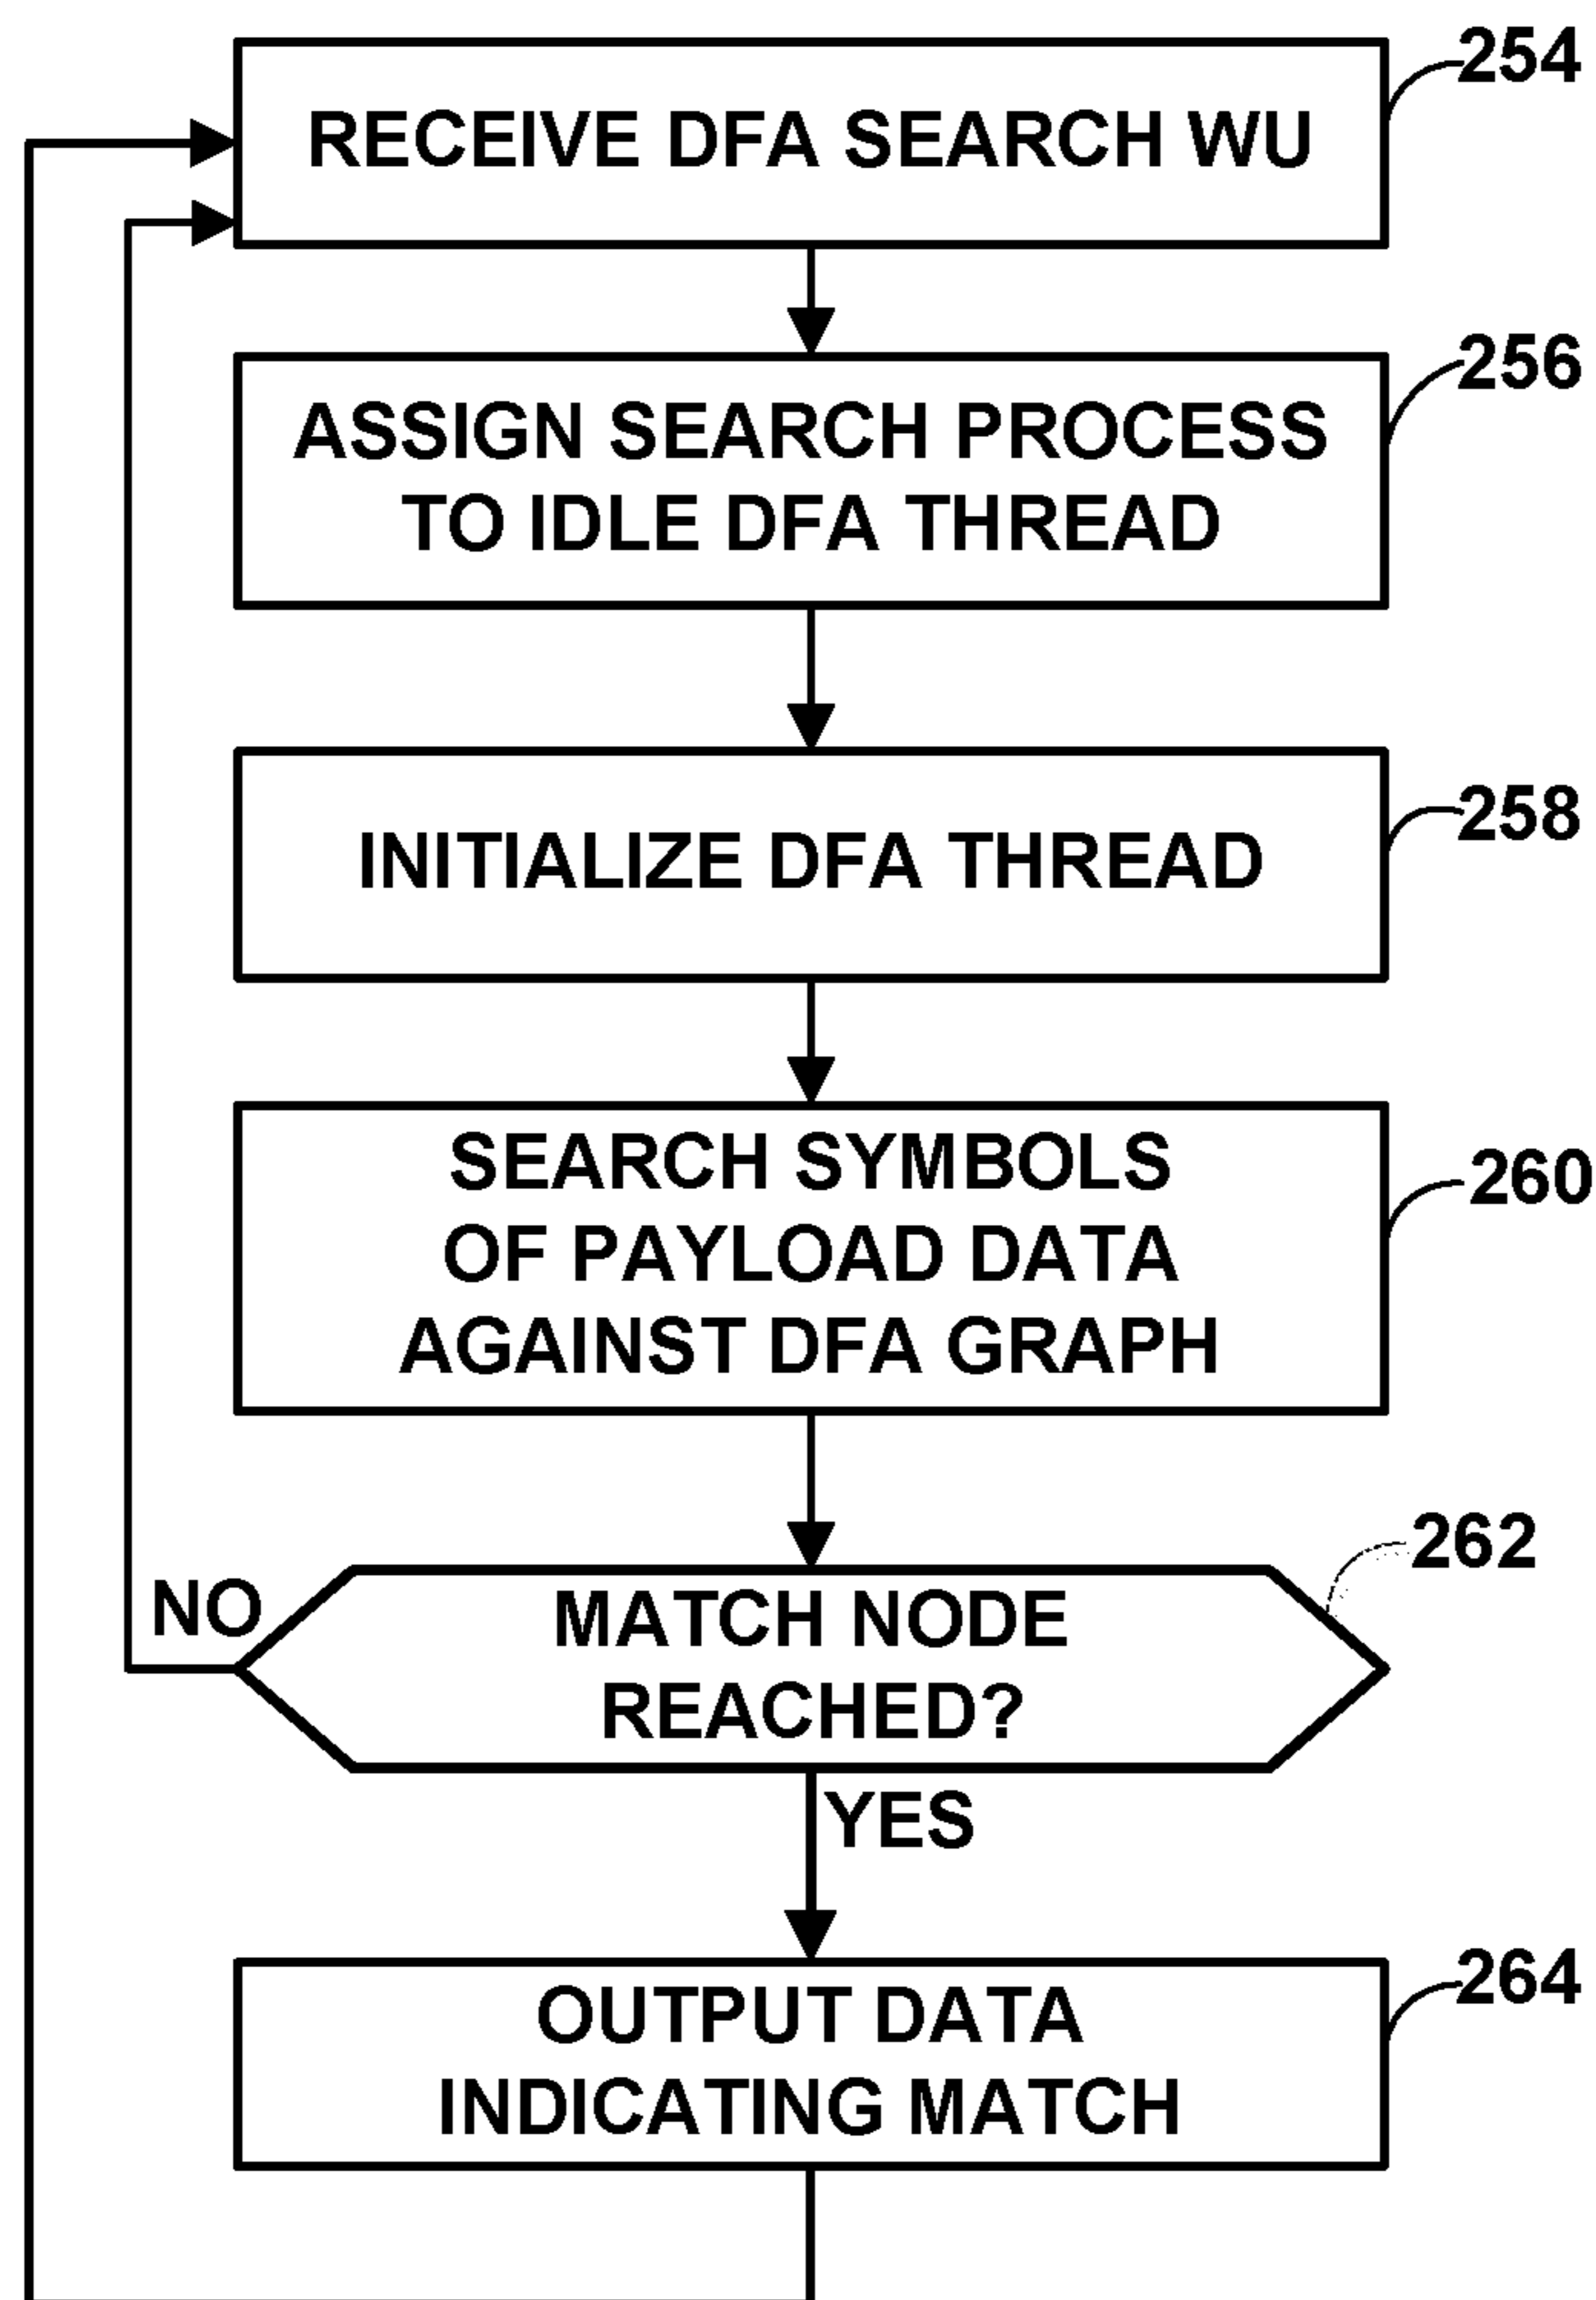 254
RECEIVE DFA SEARCH WU
256
ASSIGN SEARCH PROCESS
TO IDLE DFA THREAD
258
INITIALIZE DFA THREAD
260
SEARCH SYMBOLS
OF PAYLOAD DATA
AGAINST DFA GRAPH
262
NO
MATCH NODE
REACHED?
YES
264
OUTPUT DATA
INDICATING MATCH